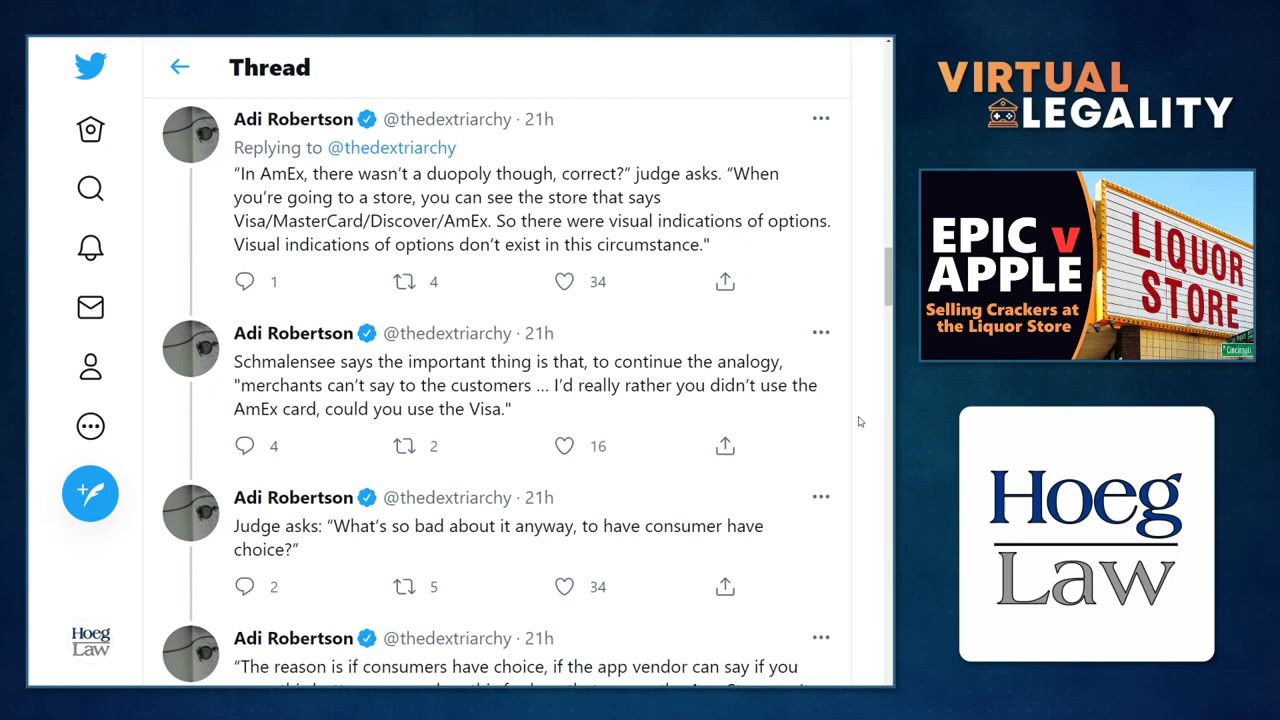 Thread
Adi Robertson @thedextriarchy · 21h
Replying to @thedextriarchy
“In AmEx, there wasn’t a duopoly though, correct?” judge asks. “When
you’re going to a store, you can see the store that says
Visa/MasterCard/Discover/AmEx. So there were visual indications of options.
Visual indications of options don’t exist in this circumstance."
1 4 34
Adi Robertson @thedextriarchy · 21h
Schmalensee says the important thing is that, to continue the analogy,
"merchants can’t say to the customers ... I’d really rather you didn’t use the
AmEx card, could you use the Visa."
4 2 16
Adi Robertson @thedextriarchy · 21h
Judge asks: “What’s so bad about it anyway, to have consumer have
choice?”
2 5 34
Adi Robertson @thedextriarchy · 21h
“The reason is if consumers have choice, if the app vendor can say if you
Hoeg
Law
VIRTUAL
LEGALITY
EPIC v
APPLE
Selling Crackers at
the Liquor Store
LIQUOR
STORE
Cincinnati
Hoeg
Law